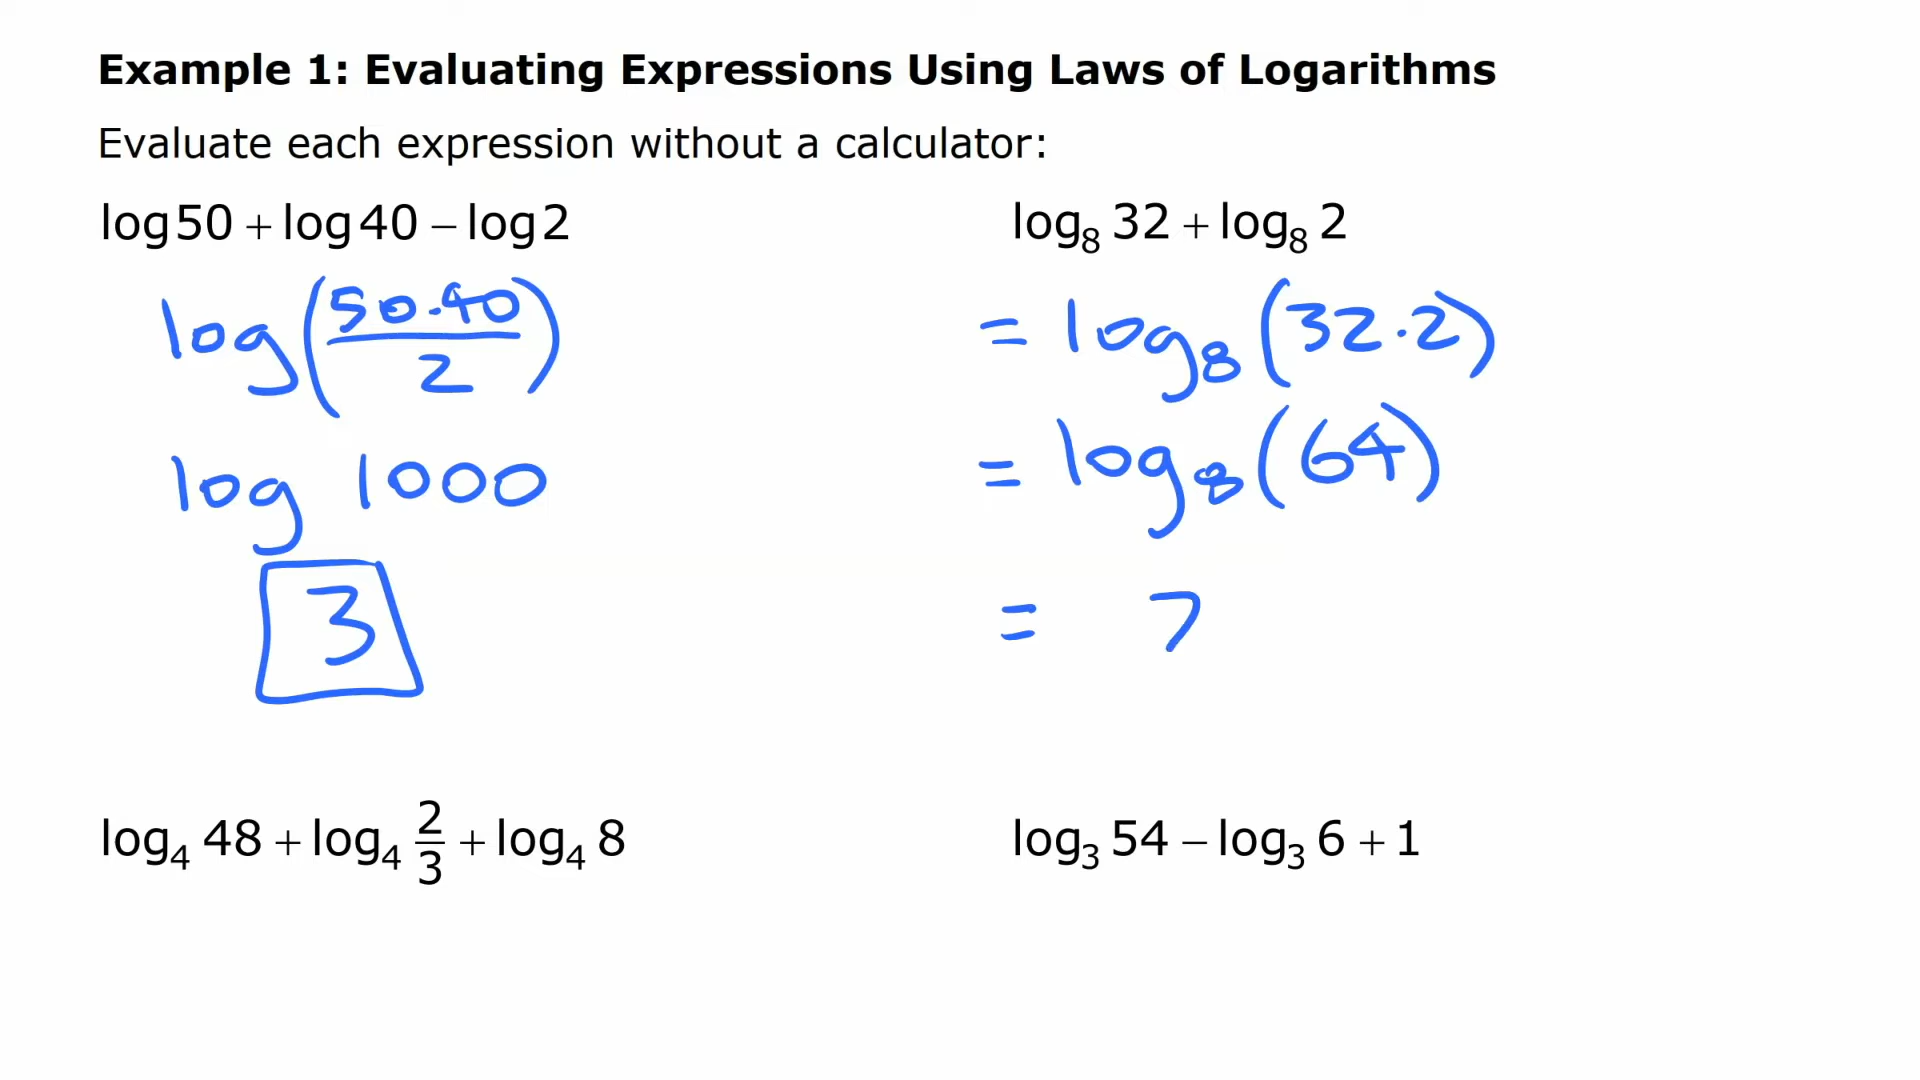 Example 1: Evaluating Expressions Using Laws of Logarithms
Evaluate each expression without a calculator:
log 50 + log 40 − log 2
log(50·40/2)
log 1000
3
log₈ 32 + log₈ 2
= log₈(32·2)
= log₈(64)
= 7
log₄ 48 + log₄ 2/3 + log₄ 8
log₃ 54 − log₃ 6 + 1